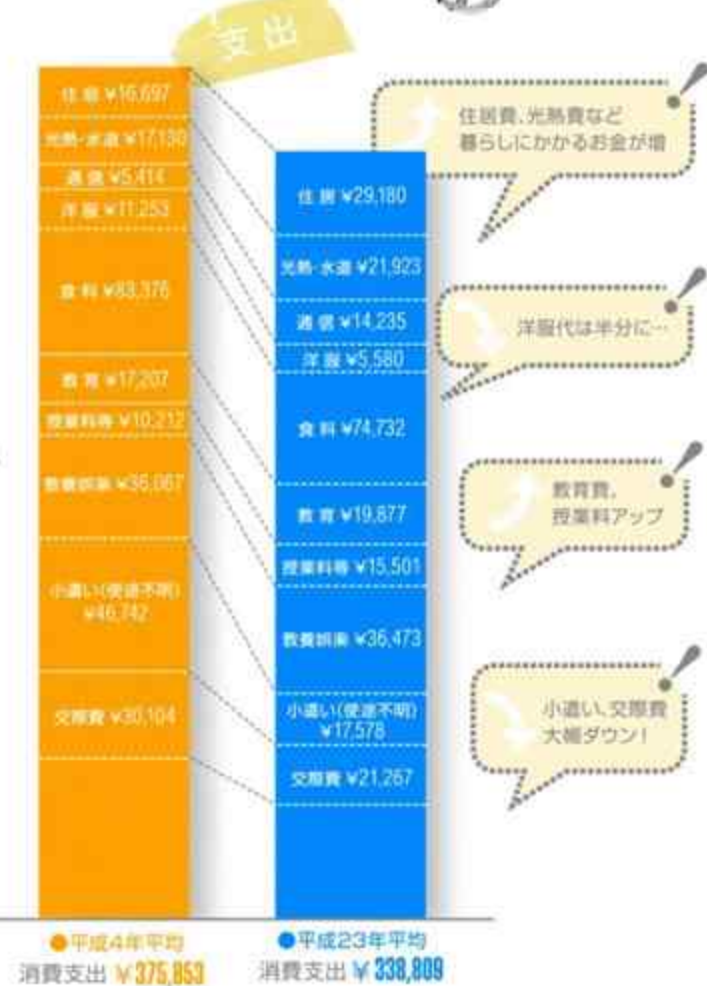 支出
住居 ¥16,697
光熱・水道 ¥17,130
通信 ¥5,414
洋服 ¥11,253
食料 ¥83,376
教育 ¥17,207
授業料等 ¥10,212
教養娯楽 ¥36,067
小遣い(使途不明)
¥46,742
交際費 ¥30,104
住居 ¥29,180
光熱・水道 ¥21,923
通信 ¥14,235
洋服 ¥5,580
食料 ¥74,732
教育 ¥19,877
授業料等 ¥15,501
教養娯楽 ¥36,473
小遣い(使途不明)
¥17,578
交際費 ¥21,267
住居費、光熱費など
暮らしにかかるお金が増
洋服代は半分に…
教育費、
授業料アップ
小遣い、交際費
大幅ダウン!
●平成4年平均
消費支出 ¥375,853
●平成23年平均
消費支出 ¥338,809